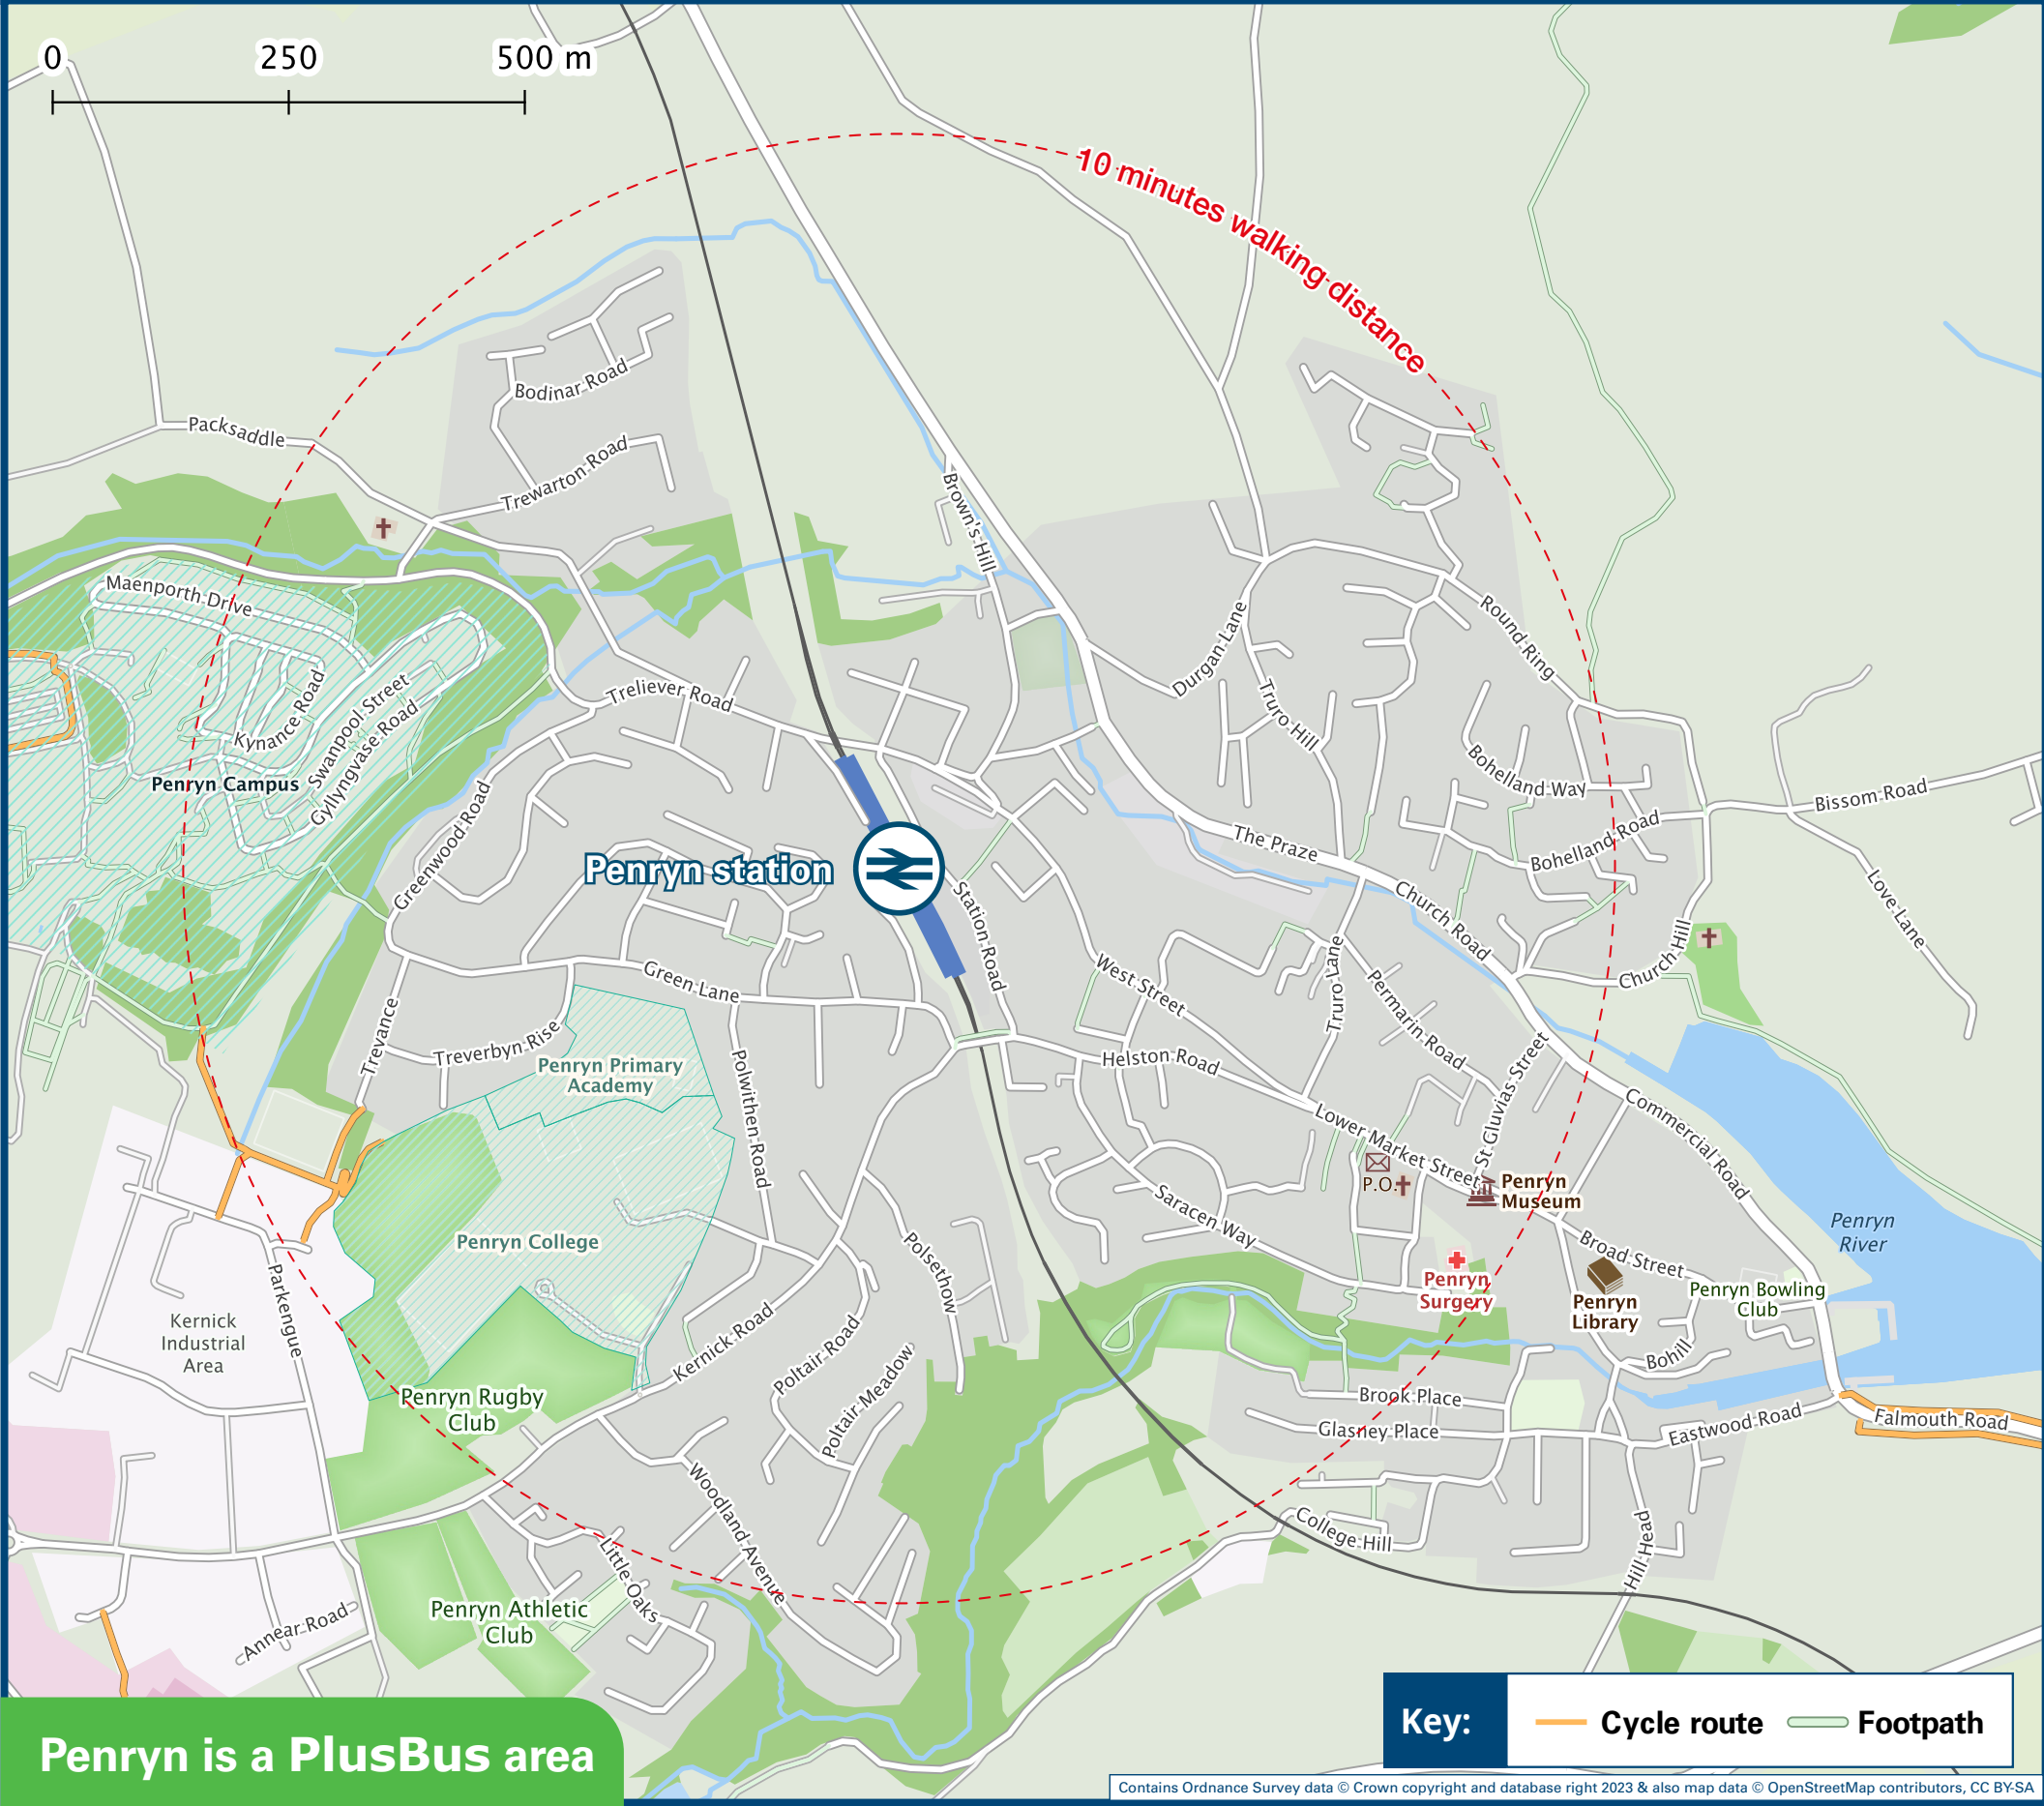 0 250 500 m
10 minutes walking distance
Bodinar Road
Packsaddle
Trewarton Road
Brown's Hill
Maenporth Drive
Durgan Lane
Round Ring
Kynance Road
Swanpool Street
Gyllyngvase Road
Treliever Road
Truro Hill
Bohelland Way
Penryn Campus
Bissom Road
Greenwood Road
The Praze
Bohelland Road
Penryn station
Station Road
Church Road
Love Lane
Church Hill
Green Lane
West Street
Truro Lane
Permarin Road
Trevance
Treverbyn Rise
Penryn Primary
Academy
Polwithen Road
Helston Road
St Gluvias Street
Commercial Road
Lower Market Street
P.O.
Penryn
Museum
Saracen Way
Penryn College
Polsethow
Broad Street
Penryn
River
Parkengue
Kernick
Industrial
Area
Penryn
Surgery
Penryn
Library
Penryn Bowling
Club
Kernick Road
Poltair Road
Poltair Meadow
Bohill
Penryn Rugby
Club
Brook Place
Glasney Place
Eastwood Road
Falmouth Road
Woodland Avenue
College Hill
Hill Head
Little Oaks
Penryn Athletic
Club
Annear Road
Key: Cycle route Footpath
Penryn is a PlusBus area
Contains Ordnance Survey data © Crown copyright and database right 2023 & also map data © OpenStreetMap contributors, CC BY-SA